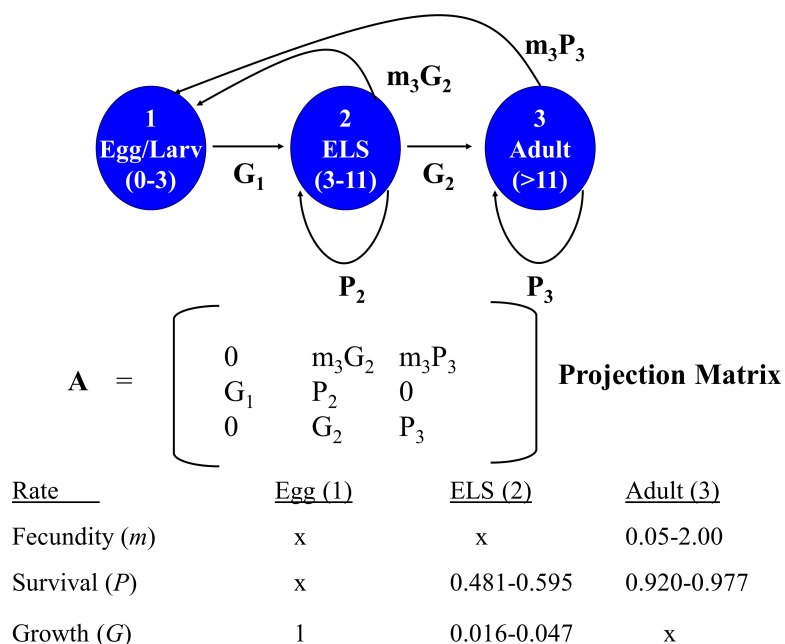 m₃P₃
m₃G₂
1
Egg/Larv
(0-3)
2
ELS
(3-11)
3
Adult
(>11)
G₁
G₂
P₂
P₃
A =
0 m₃G₂ m₃P₃
G₁ P₂ 0
0 G₂ P₃
Projection Matrix
Rate Egg (1) ELS (2) Adult (3)
Fecundity (m) x x 0.05-2.00
Survival (P) x 0.481-0.595 0.920-0.977
Growth (G) 1 0.016-0.047 x